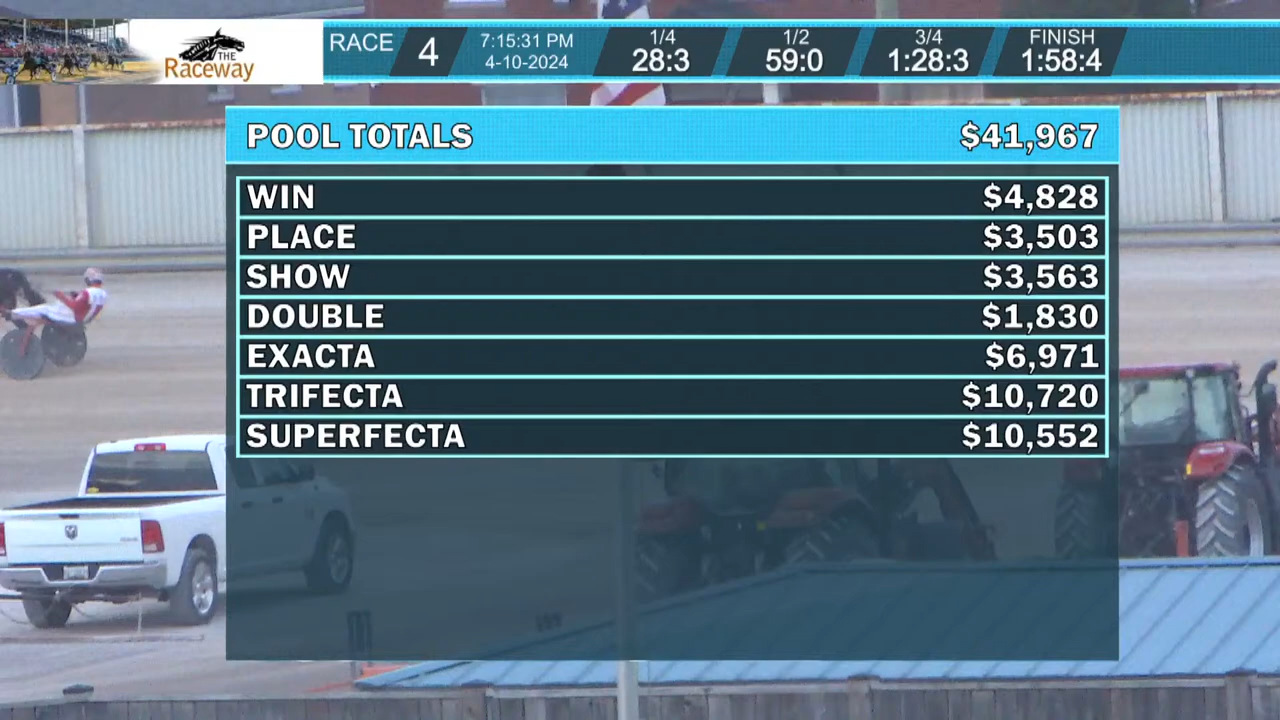 THE
Raceway
RACE 4
7:15:31 PM
4-10-2024
1/4
28:3
1/2
59:0
3/4
1:28:3
FINISH
1:58:4
POOL TOTALS $41,967
WIN $4,828
PLACE $3,503
SHOW $3,563
DOUBLE $1,830
EXACTA $6,971
TRIFECTA $10,720
SUPERFECTA $10,552